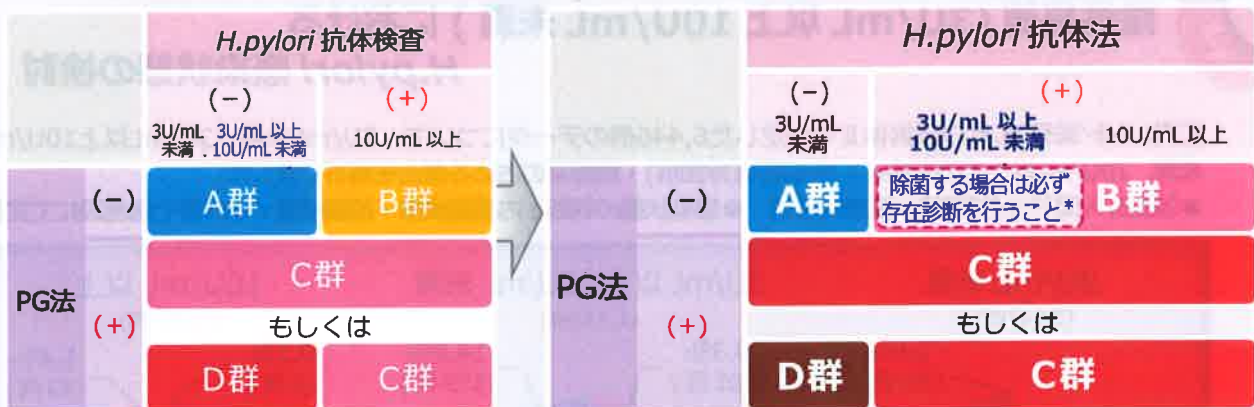 H.pylori 抗体検査
(−) (+)
3U/mL 未満 . 3U/mL 以上 10U/mL 未満 10U/mL 以上
PG法
(−) A群 B群
(+) C群
もしくは
D群 C群
H.pylori 抗体法
(−) (+)
3U/mL 未満 3U/mL 以上 10U/mL 未満 10U/mL 以上
PG法
(−) A群 除菌する場合は必ず 存在診断を行うこと* B群
(+) C群
もしくは
D群 C群